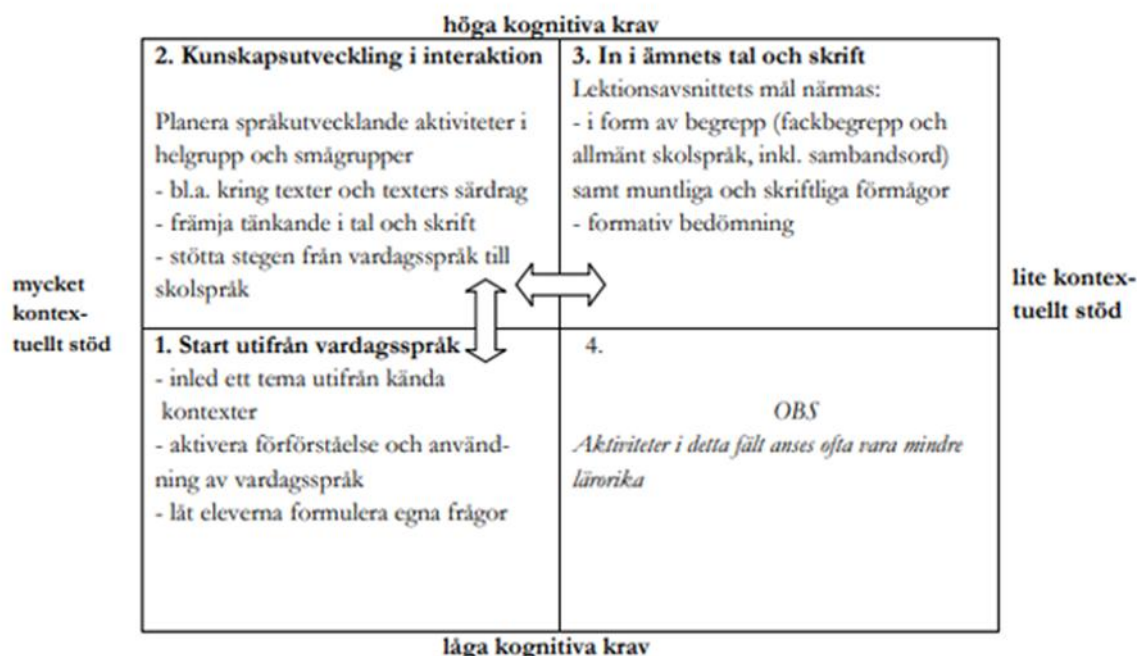 höga kognitiva krav
2. Kunskapsutveckling i interaktion
Planera språkutvecklande aktiviteter i
helgrupp och smågrupper
- bl.a. kring texter och texters särdrag
- främja tänkande i tal och skrift
- stötta stegen från vardagsspråk till
skolspråk
3. In i ämnets tal och skrift
Lektionsavsnittets mål närmas:
- i form av begrepp (fackbegrepp och
allmänt skolspråk, inkl. sambandsord)
samt muntliga och skriftliga förmågor
- formativ bedömning
mycket
kontex-
tuellt stöd
lite kontex-
tuellt stöd
1. Start utifrån vardagsspråk
- inled ett tema utifrån kända
kontexter
- aktivera förförståelse och använd-
ning av vardagsspråk
- låt eleverna formulera egna frågor
4.
OBS
Aktiviteter i detta fält anses ofta vara mindre
lärorika
låga kognitiva krav